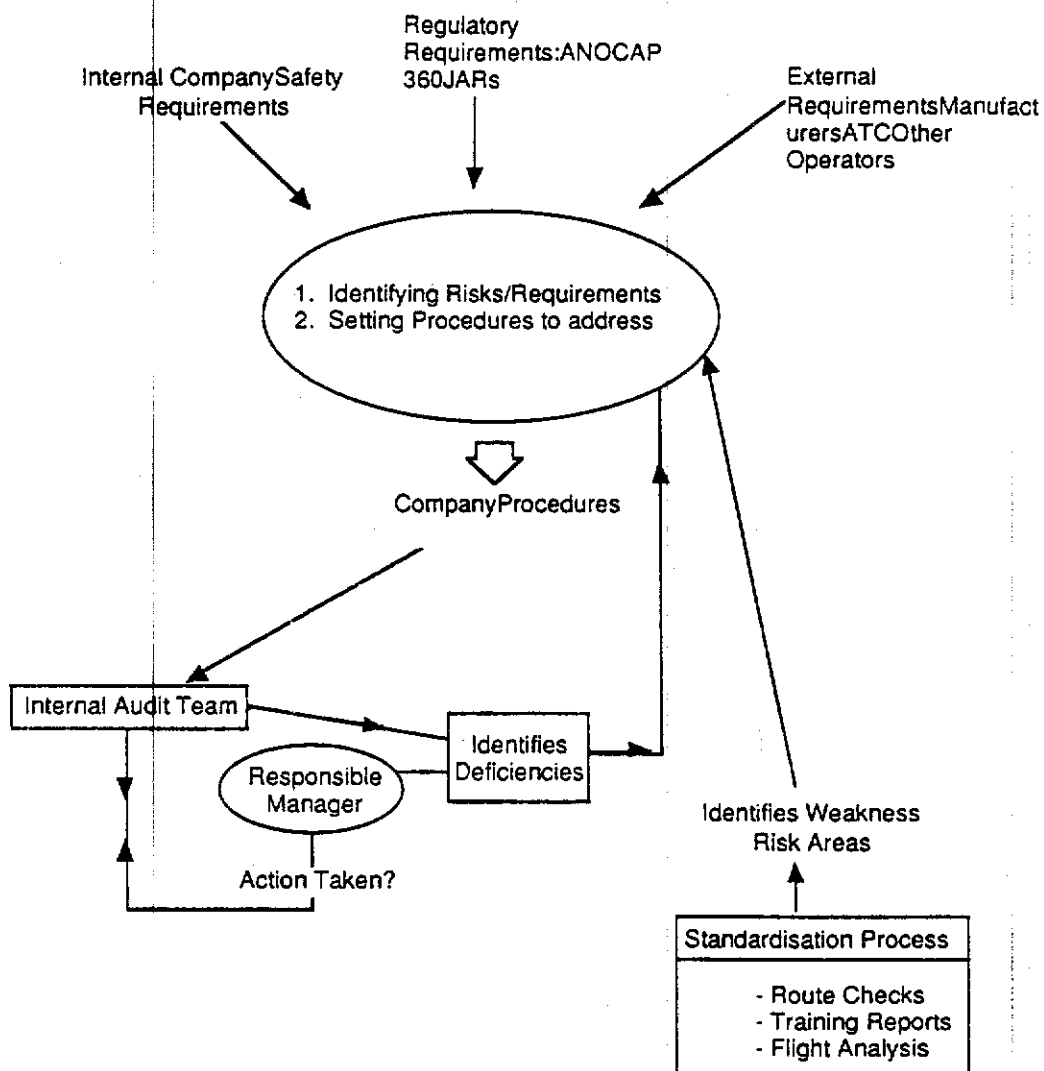 Regulatory
Requirements:ANOCAP
360JARs
Internal CompanySafety
Requirements
External
RequirementsManufact
urersATCOther
Operators
1. Identifying Risks/Requirements
2. Setting Procedures to address
CompanyProcedures
Internal Audit Team
Identifies
Deficiencies
Responsible
Manager
Action Taken?
Identifies Weakness
Risk Areas
Standardisation Process
- Route Checks
- Training Reports
- Flight Analysis